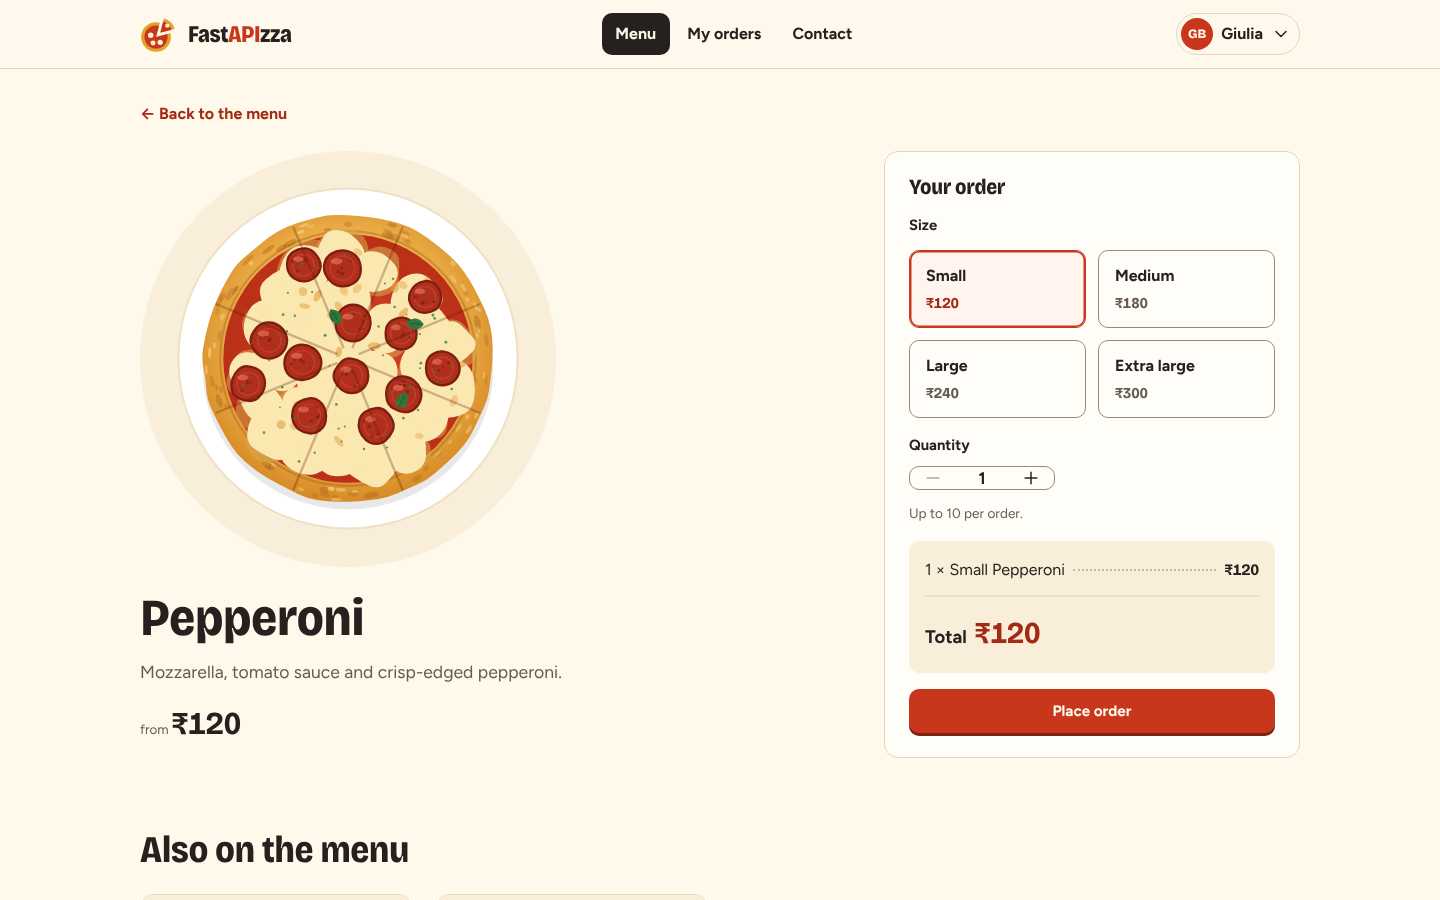 FastAPIzza
Menu
My orders
Contact
GB
Giulia
← Back to the menu
Pepperoni
Mozzarella, tomato sauce and crisp-edged pepperoni.
from ₹120
Your order
Size
Small
₹120
Medium
₹180
Large
₹240
Extra large
₹300
Quantity
1
Up to 10 per order.
1 × Small Pepperoni ₹120
Total ₹120
Place order
Also on the menu